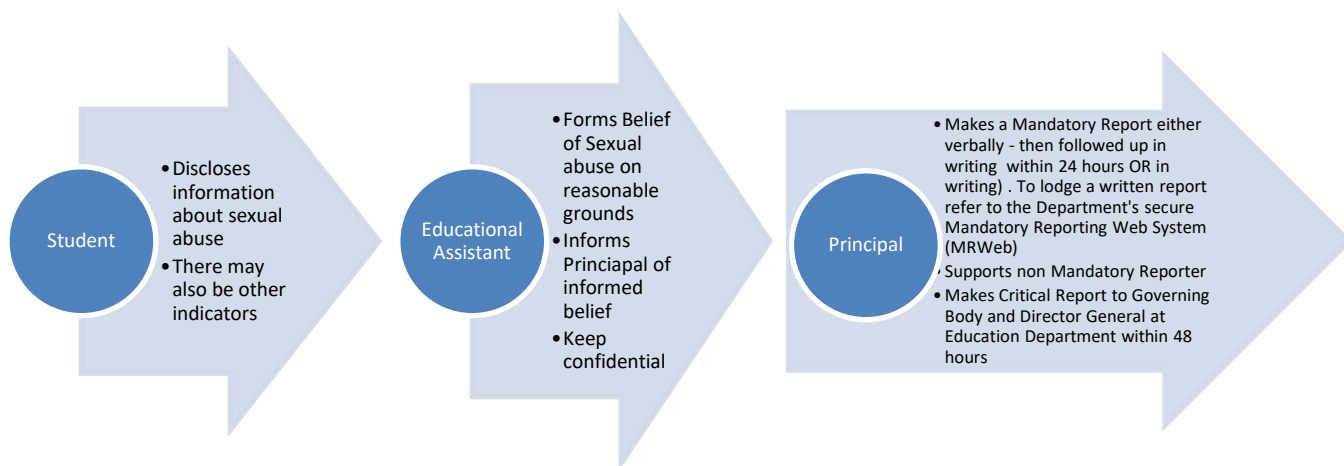 Student
•Discloses
information
about sexual
abuse
•There may
also be other
indicators
Educational
Assistant
•Forms Belief
of Sexual
abuse on
reasonable
grounds
•Informs
Princiapal of
informed
belief
•Keep
confidential
Principal
• Makes a Mandatory Report either
verbally - then followed up in
writing within 24 hours OR in
writing) . To lodge a written report
refer to the Department's secure
Mandatory Reporting Web System
(MRWeb)
• Supports non Mandatory Reporter
• Makes Critical Report to Governing
Body and Director General at
Education Department within 48
hours